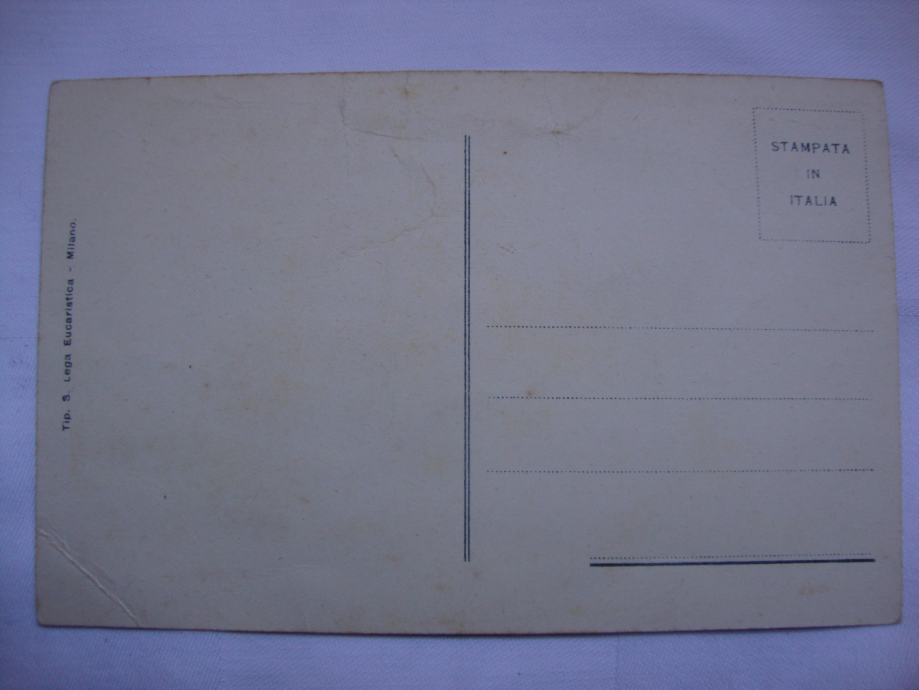 Tip. S. Lega Eucaristica - Milano.
STAMPATA
IN
ITALIA